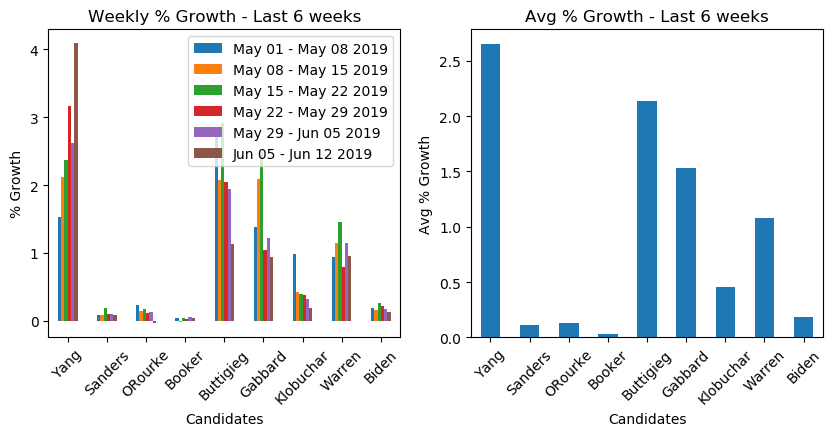 Weekly % Growth - Last 6 weeks
May 01 - May 08 2019
May 08 - May 15 2019
May 15 - May 22 2019
May 22 - May 29 2019
May 29 - Jun 05 2019
Jun 05 - Jun 12 2019
% Growth
4
3
2
1
0
Yang
Sanders
ORourke
Booker
Buttigieg
Gabbard
Klobuchar
Warren
Biden
Candidates
Avg % Growth - Last 6 weeks
Avg % Growth
2.5
2.0
1.5
1.0
0.5
0.0
Yang
Sanders
ORourke
Booker
Buttigieg
Gabbard
Klobuchar
Warren
Biden
Candidates